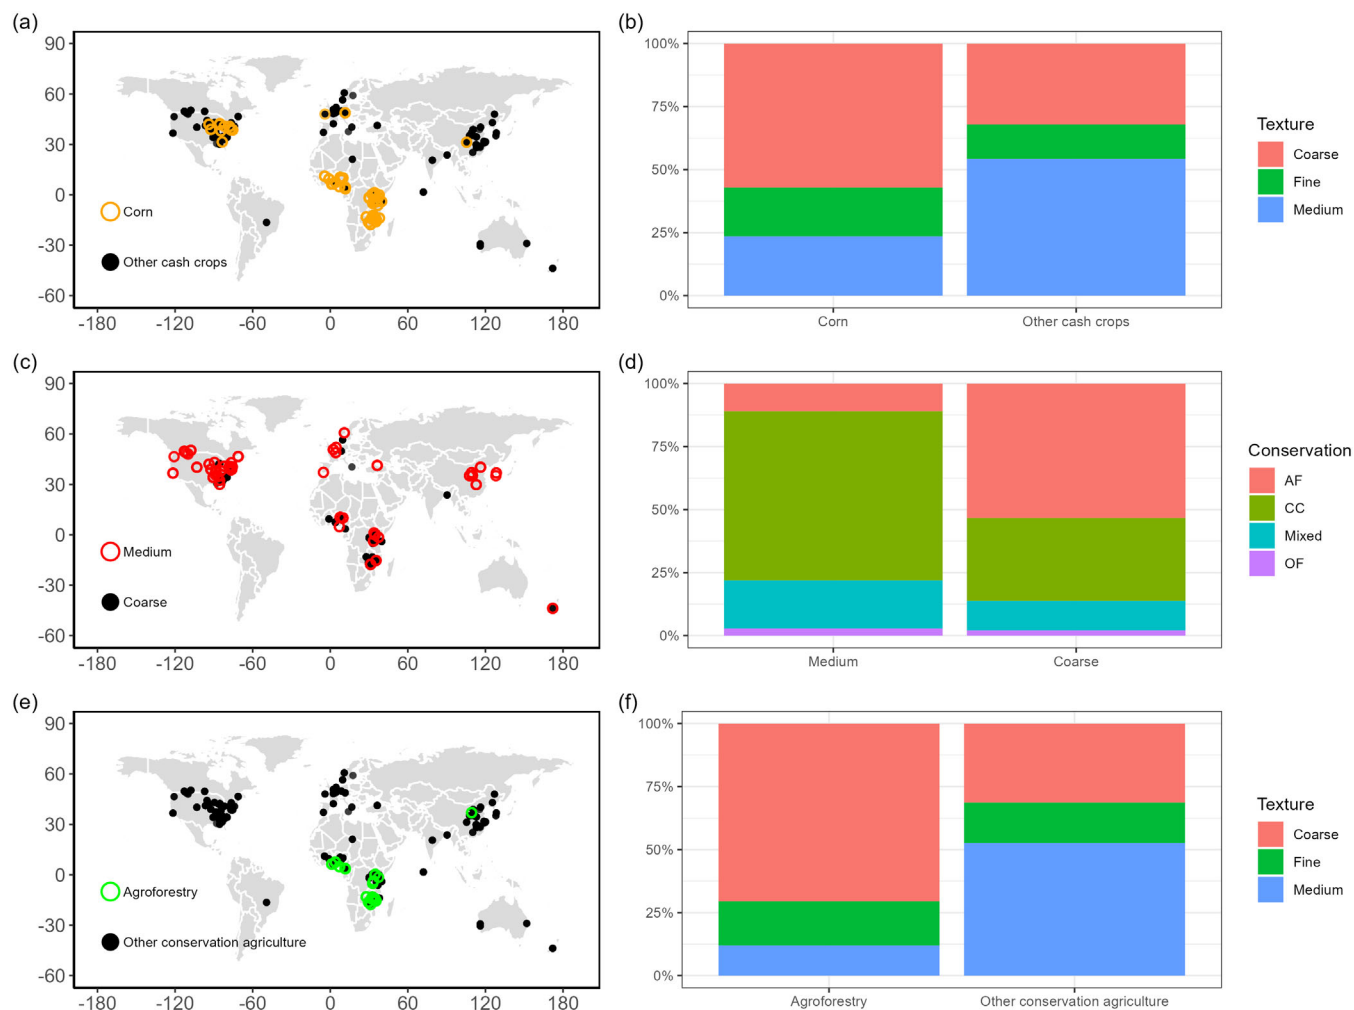 (a)
90
60
30
0
-30
-60
Corn
Other cash crops
-180 -120 -60 0 60 120 180
(b)
100%
75%
50%
25%
0%
Corn Other cash crops
Texture
Coarse
Fine
Medium
(c)
90
60
30
0
-30
-60
Medium
Coarse
-180 -120 -60 0 60 120 180
(d)
100%
75%
50%
25%
0%
Medium Coarse
Conservation
AF
CC
Mixed
OF
(e)
90
60
30
0
-30
-60
Agroforestry
Other conservation agriculture
-180 -120 -60 0 60 120 180
(f)
100%
75%
50%
25%
0%
Agroforestry Other conservation agriculture
Texture
Coarse
Fine
Medium